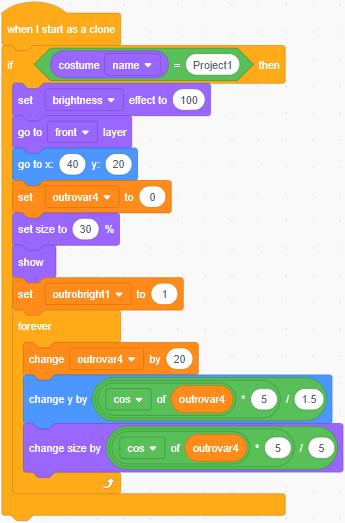 when I start as a clone
if costume name = Project1 then
set brightness effect to 100
go to front layer
go to x: 40 y: 20
set outrovar4 to 0
set size to 30 %
show
set outrobright1 to 1
forever
change outrovar4 by 20
change y by cos of outrovar4 * 5 / 1.5
change size by cos of outrovar4 * 5 / 5